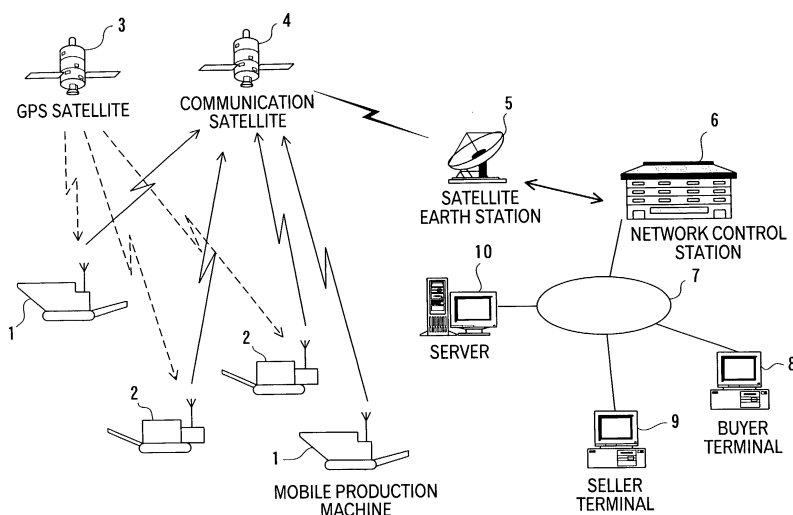 3
4
GPS SATELLITE
COMMUNICATION
SATELLITE
5
6
SATELLITE
EARTH STATION
NETWORK CONTROL
STATION
10
7
1
SERVER
2
8
2
9
BUYER
TERMINAL
1
MOBILE PRODUCTION
MACHINE
SELLER
TERMINAL